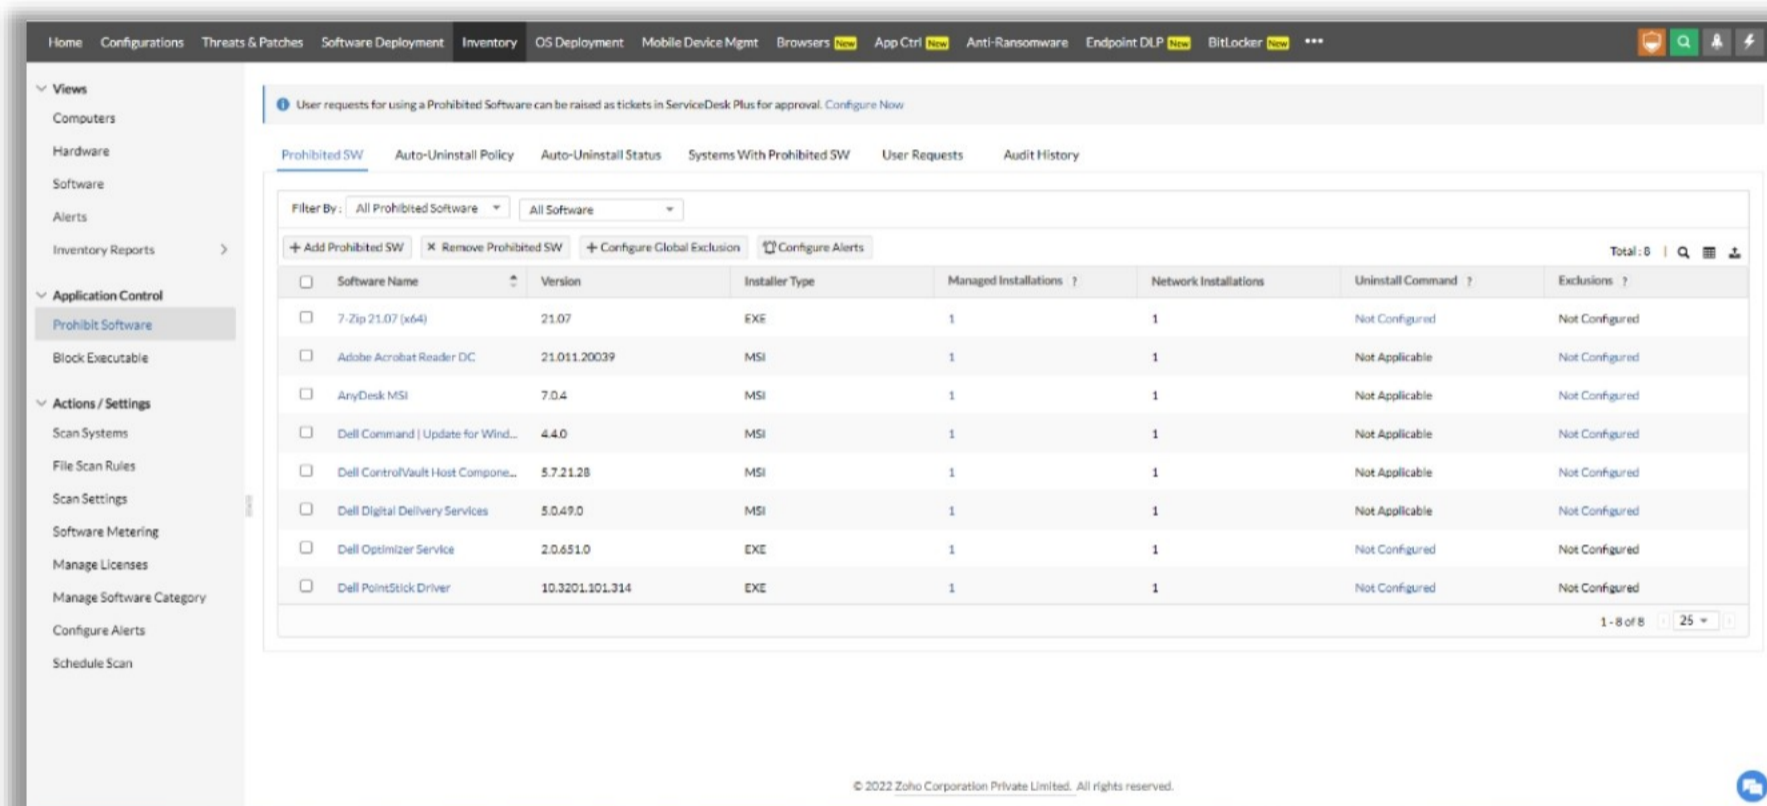 Home Configurations Threats & Patches Software Deployment Inventory OS Deployment Mobile Device Mgmt Browsers New App Ctrl New Anti-Ransomware Endpoint DLP New BitLocker New •••
Views
Computers
Hardware
Software
Alerts
Inventory Reports
Application Control
Prohibit Software
Block Executable
Actions / Settings
Scan Systems
File Scan Rules
Scan Settings
Software Metering
Manage Licenses
Manage Software Category
Configure Alerts
Schedule Scan
User requests for using a Prohibited Software can be raised as tickets in ServiceDesk Plus for approval. Configure Now
Prohibited SW Auto-Uninstall Policy Auto-Uninstall Status Systems With Prohibited SW User Requests Audit History
Filter By : All Prohibited Software All Software
+ Add Prohibited SW × Remove Prohibited SW + Configure Global Exclusion Configure Alerts Total : 8
Software Name Version Installer Type Managed Installations ? Network Installations Uninstall Command ? Exclusions ?
7-Zip 21.07 (x64) 21.07 EXE 1 1 Not Configured Not Configured
Adobe Acrobat Reader DC 21.011.20039 MSI 1 1 Not Applicable Not Configured
AnyDesk MSI 7.0.4 MSI 1 1 Not Applicable Not Configured
Dell Command | Update for Wind... 4.4.0 MSI 1 1 Not Applicable Not Configured
Dell ControlVault Host Compone... 5.7.21.28 MSI 1 1 Not Applicable Not Configured
Dell Digital Delivery Services 5.0.49.0 MSI 1 1 Not Applicable Not Configured
Dell Optimizer Service 2.0.651.0 EXE 1 1 Not Configured Not Configured
Dell PointStick Driver 10.3201.101.314 EXE 1 1 Not Configured Not Configured
1 - 8 of 8 25
© 2022 Zoho Corporation Private Limited. All rights reserved.